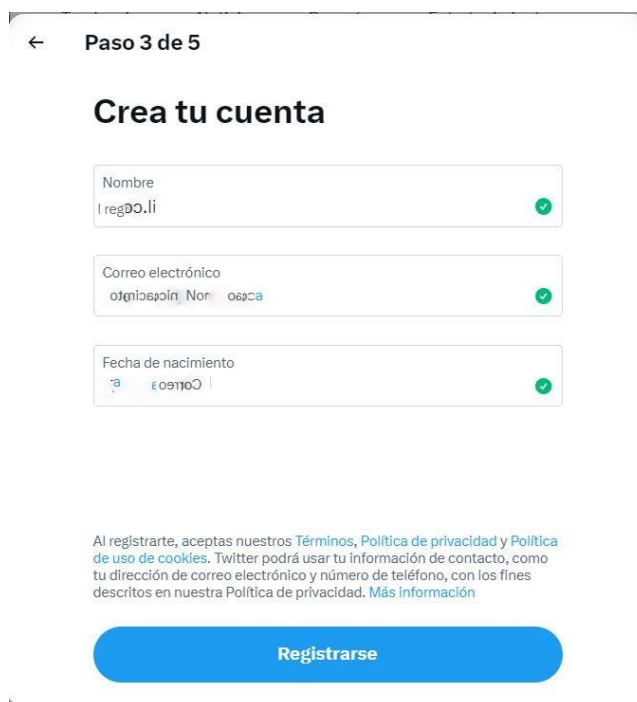 Paso 3 de 5
Crea tu cuenta
Nombre
Correo electrónico
Fecha de nacimiento
Al registrarte, aceptas nuestros Términos, Política de privacidad y Política
de uso de cookies. Twitter podrá usar tu información de contacto, como
tu dirección de correo electrónico y número de teléfono, con los fines
descritos en nuestra Política de privacidad. Más información
Registrarse